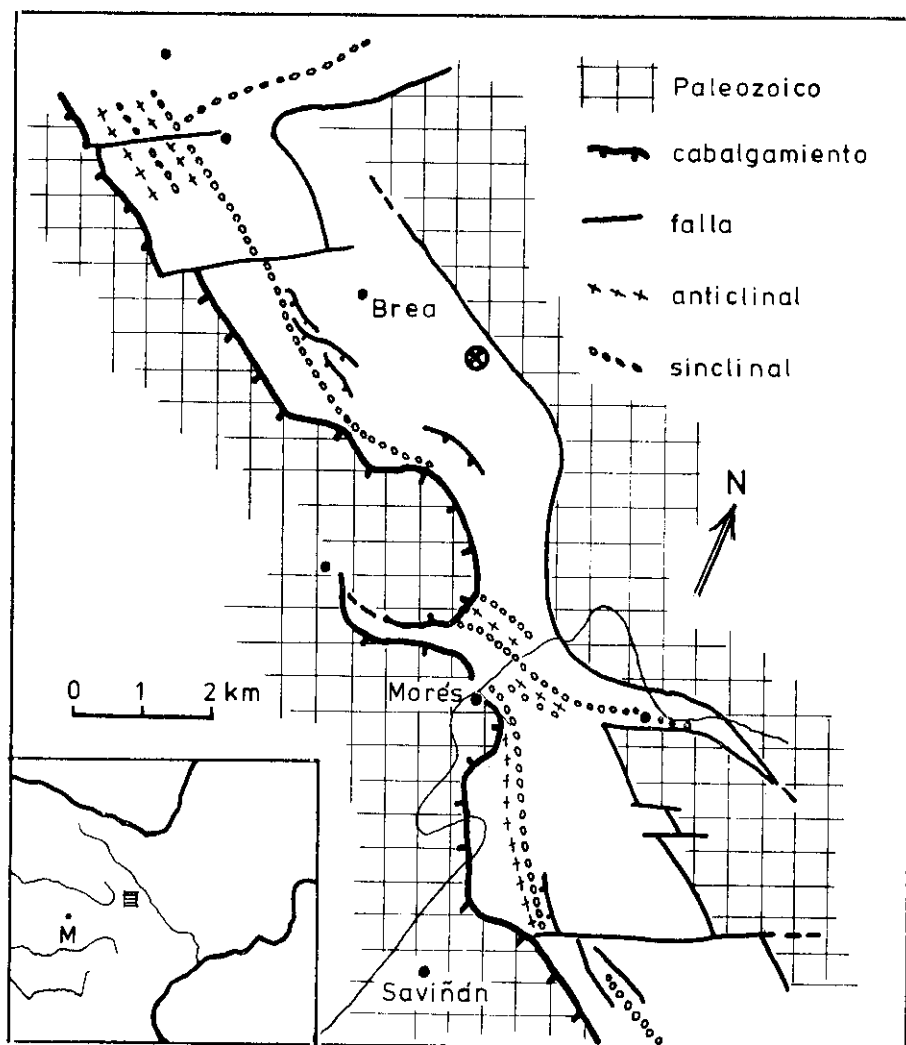 Paleozoico
cabalgamiento
falla
Brea
anticlinal
sinclinal
N
0 1 2 km
Morés
M
Saviñán